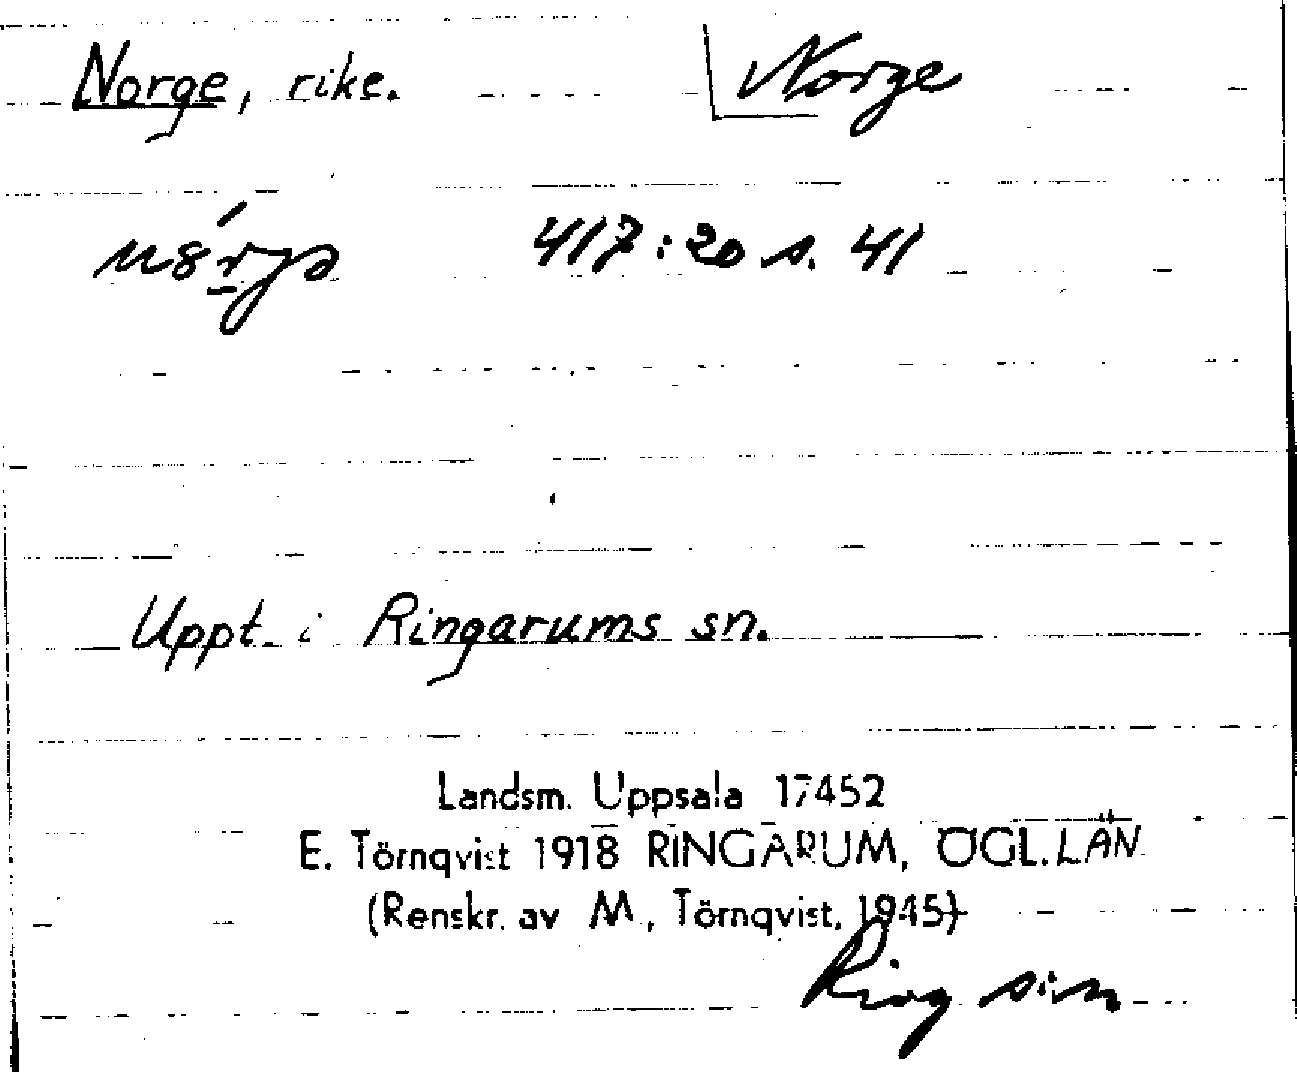 Norge, rike. Norge
417:20 s. 41
Uppt. i Ringarums sn.
Landsm. Uppsala 17452
E. Törnqvist 1918 RINGARUM, ÖGL. LÄN
(Renskr. av M. Törnqvist, 1945)
Ring